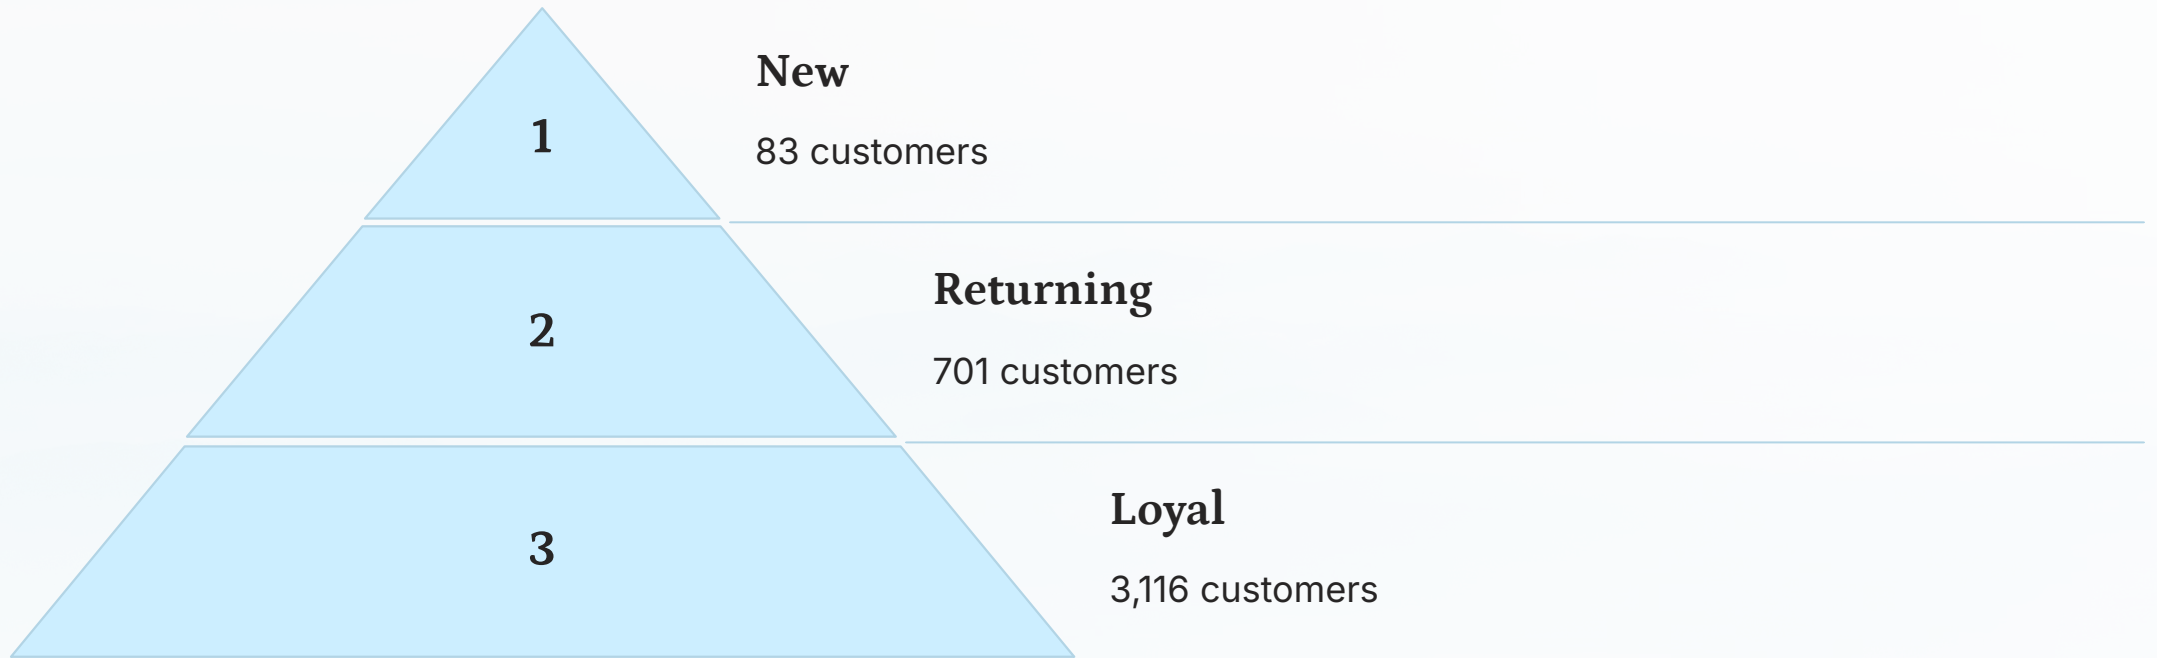 1
New
83 customers
2
Returning
701 customers
3
Loyal
3,116 customers